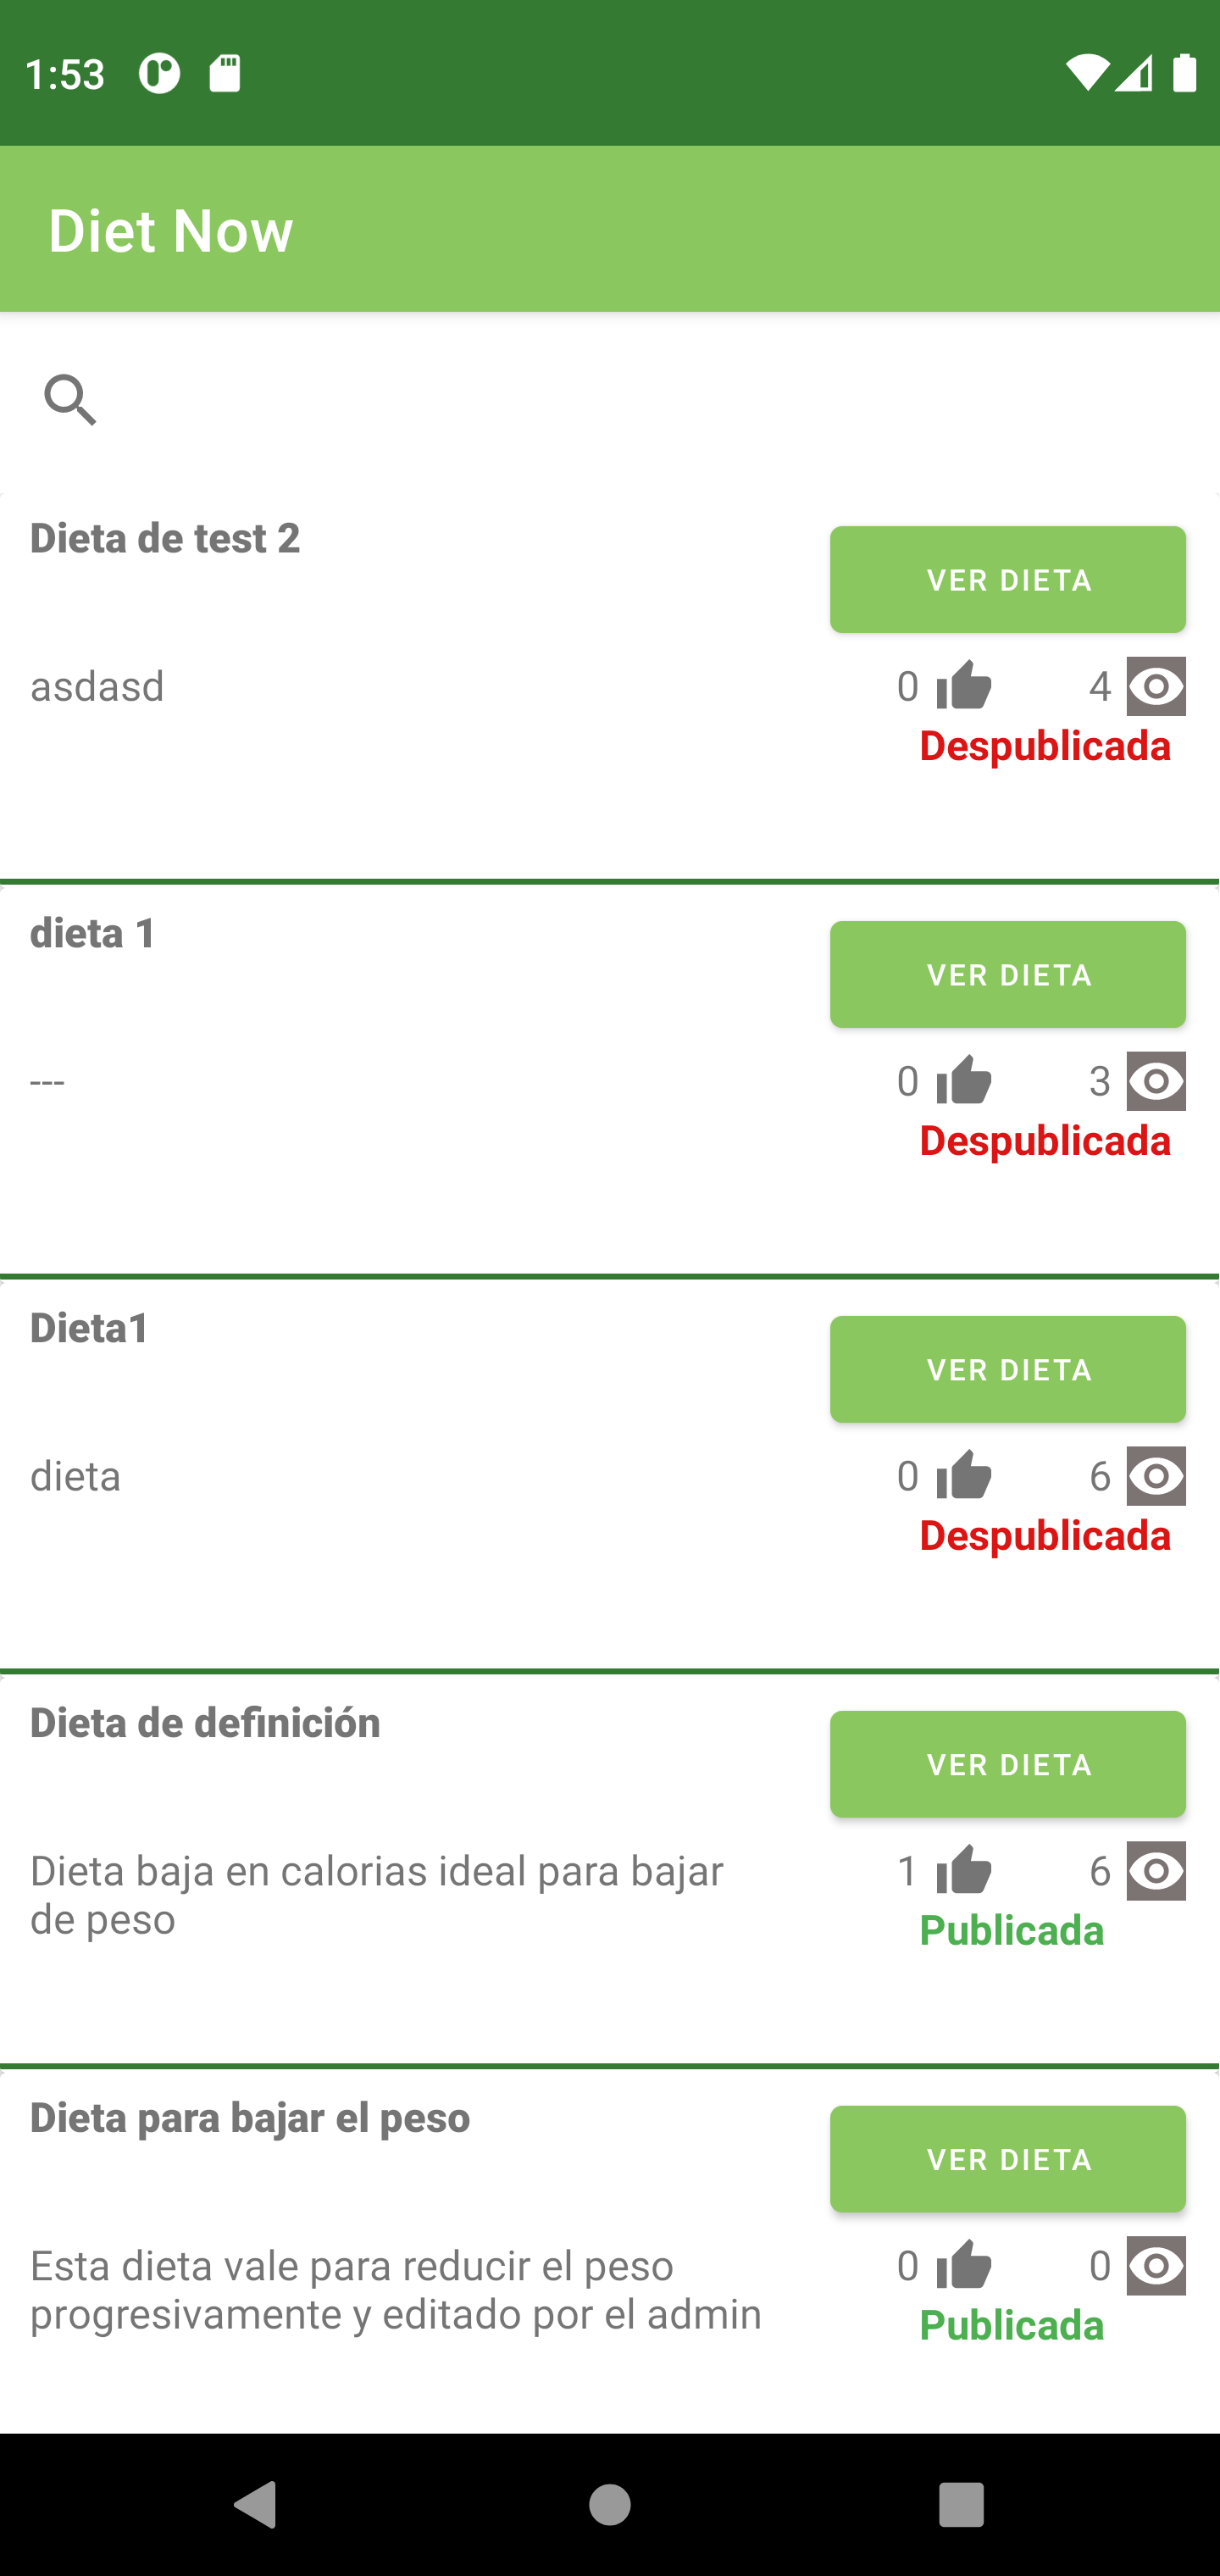 1:53
Diet Now
Dieta de test 2
VER DIETA
asdasd
0 4
Despublicada
dieta 1
VER DIETA
---
0 3
Despublicada
Dieta1
VER DIETA
dieta
0 6
Despublicada
Dieta de definición
VER DIETA
Dieta baja en calorias ideal para bajar
de peso
1 6
Publicada
Dieta para bajar el peso
VER DIETA
Esta dieta vale para reducir el peso
progresivamente y editado por el admin
0 0
Publicada